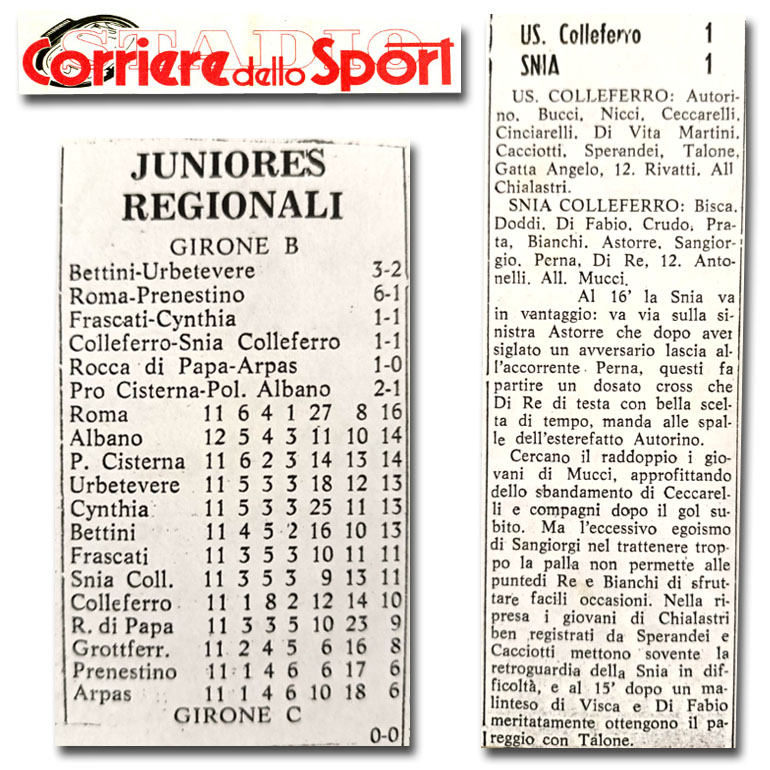 STADIO
Corriere dello Sport
JUNIORES
REGIONALI
GIRONE B
Bettini-Urbetevere 3-2
Roma-Prenestino 6-1
Frascati-Cynthia 1-1
Colleferro-Snia Colleferro 1-1
Rocca di Papa-Arpas 1-0
Pro Cisterna-Pol. Albano 2-1
Roma 11 6 4 1 27 8 16
Albano 12 5 4 3 11 10 14
P. Cisterna 11 6 2 3 14 13 14
Urbetevere 11 5 3 3 18 12 13
Cynthia 11 5 3 3 25 11 13
Bettini 11 4 5 2 16 10 13
Frascati 11 3 5 3 10 11 11
Snia Coll. 11 3 5 3 9 13 11
Colleferro 11 1 8 2 12 14 10
R. di Papa 11 3 3 5 10 23 9
Grottferr. 11 2 4 5 6 16 8
Prenestino 11 1 4 6 6 17 6
Arpas 11 1 4 6 10 18 6
GIRONE C
0-0
US. Colleferro 1
SNIA 1
US. COLLEFERRO: Autori-
no, Bucci, Nicci, Ceccarelli,
Cinciarelli, Di Vita Martini,
Cacciotti, Sperandei, Talone,
Gatta Angelo, 12. Rivatti. All
Chialastri.
SNIA COLLEFERRO: Bisca,
Doddi, Di Fabio, Crudo, Pra-
ta, Bianchi, Astorre, Sangior-
gio, Perna, Di Re, 12. Anto-
nelli. All. Mucci.
Al 16' la Snia va
in vantaggio: va via sulla si-
nistra Astorre che dopo aver
siglato un avversario lascia al-
l'accorrente Perna, questi fa
partire un dosato cross che
Di Re di testa con bella scel-
ta di tempo, manda alle spal-
le dell'esterefatto Autorino.
Cercano il raddoppio i gio-
vani di Mucci, approfittando
dello sbandamento di Ceccarel-
li e compagni dopo il gol su-
bito. Ma l'eccessivo egoismo
di Sangiorgi nel trattenere trop-
po la palla non permette alle
puntedi Re e Bianchi di sfrut-
tare facili occasioni. Nella ri-
presa i giovani di Chialastri
ben registrati da Sperandei e
Cacciotti mettono sovente la
retroguardia della Snia in dif-
ficoltà, e al 15' dopo un ma-
linteso di Visca e Di Fabio
meritatamente ottengono il pa-
reggio con Talone.